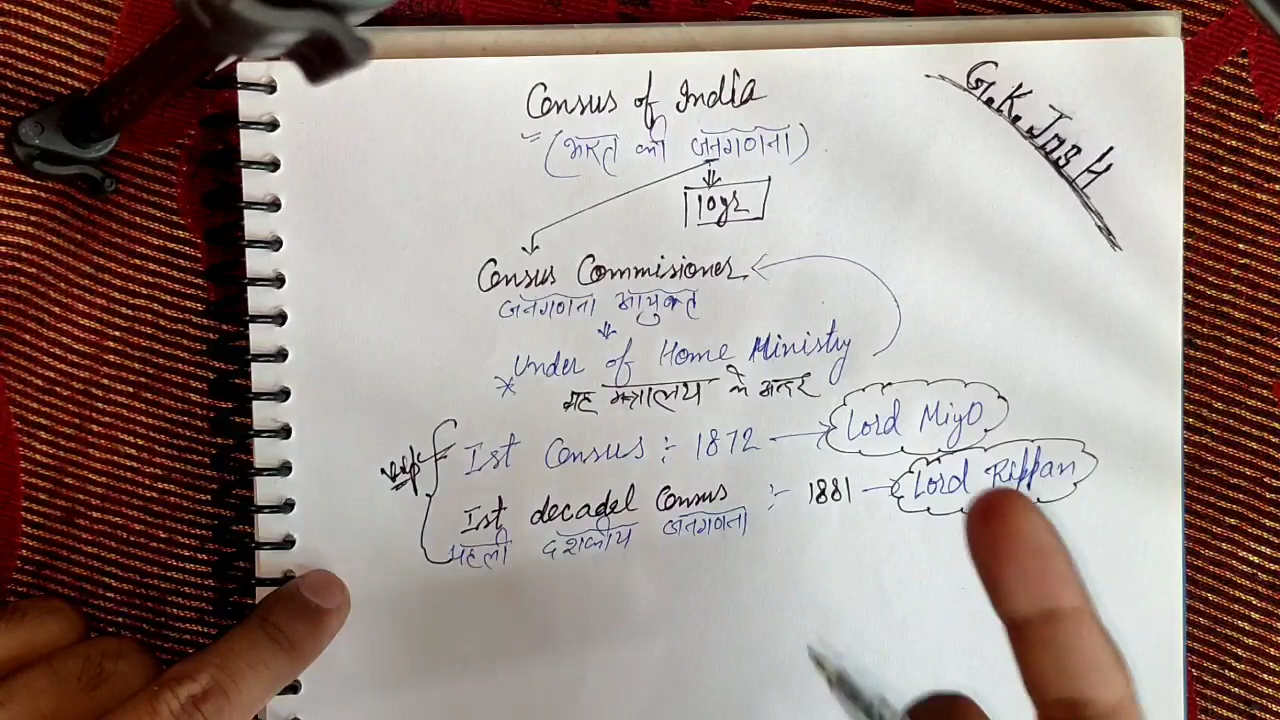 Census of India
G.K. Josh
(भारत की जनगणना)
10yr
Census Commisioner
जनगणना आयुक्त
*Under of Home Ministry
गृह मंत्रालय के अन्तर्
Ist Census :- 1872 → Lord Miyo
Ist decadel Census :- 1881 → Lord Rippan
पहली दशकीय जनगणना